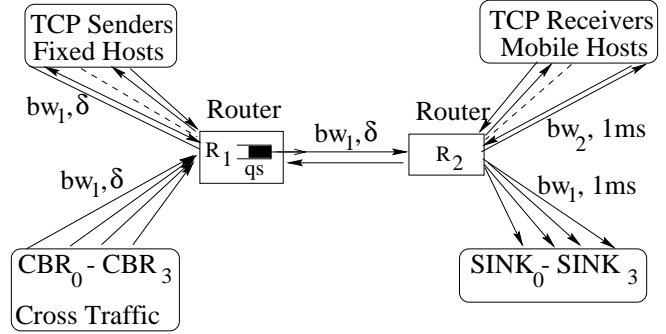 TCP Senders
Fixed Hosts
TCP Receivers
Mobile Hosts
bw₁, δ
Router
R₁
qs
bw₁, δ
Router
R₂
bw₂, 1ms
bw₁, δ
bw₁, 1ms
CBR₀ - CBR₃
Cross Traffic
SINK₀ - SINK₃